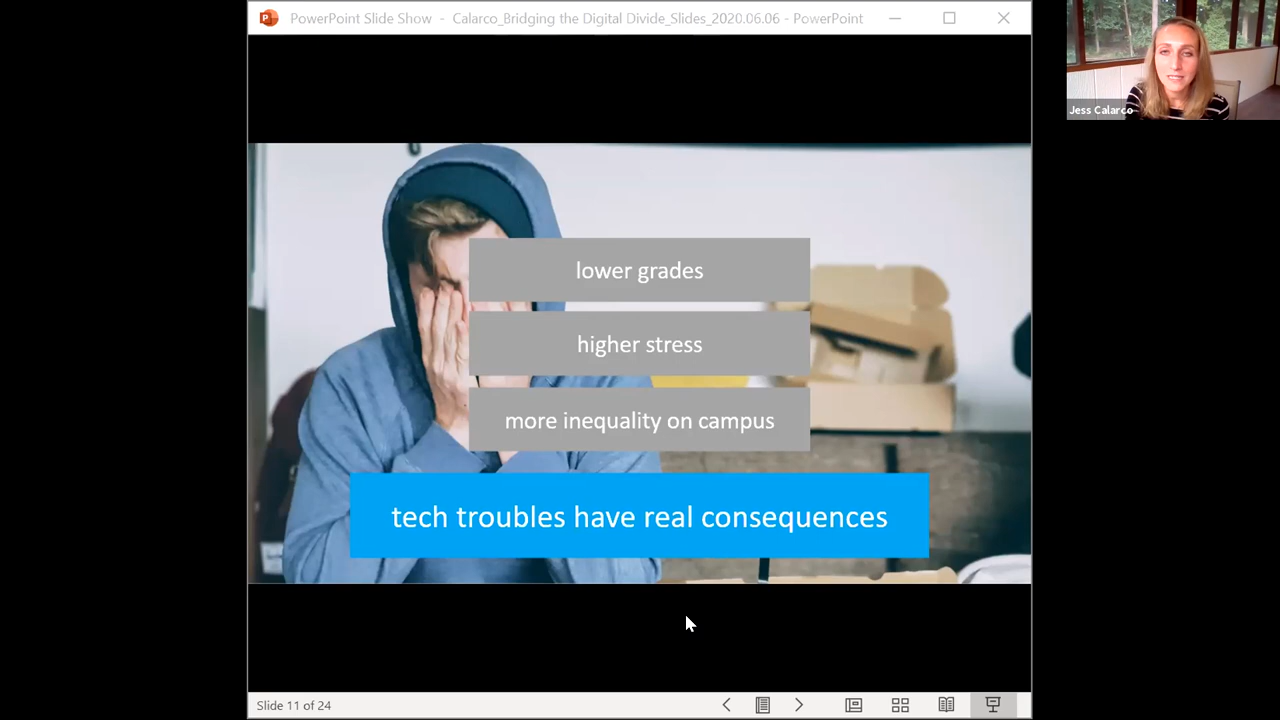 PowerPoint Slide Show - Calarco_Bridging the Digital Divide_Slides_2020.06.06 - PowerPoint
Jess Calarco
lower grades
higher stress
more inequality on campus
tech troubles have real consequences
Slide 11 of 24